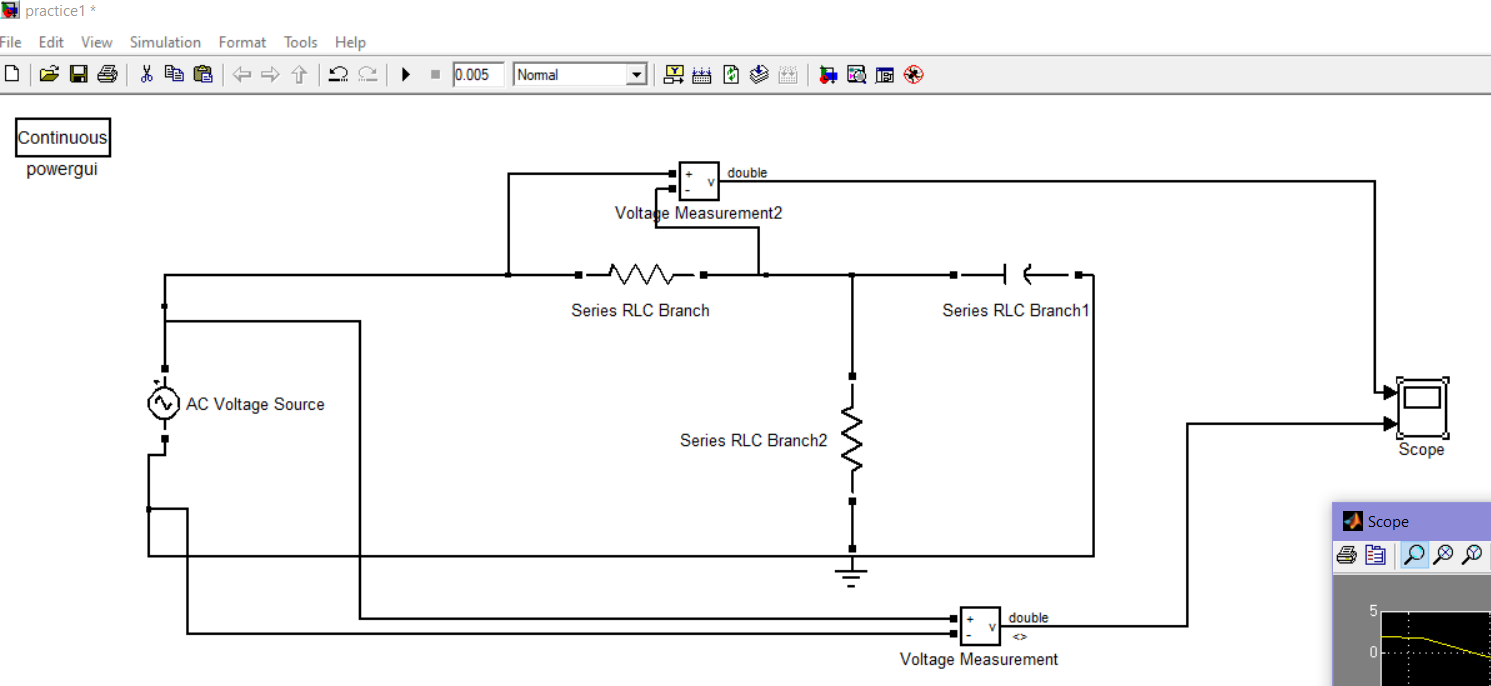 practice1 *
File Edit View Simulation Format Tools Help
0.005 Normal
Continuous
powergui
+
-
v
double
Voltage Measurement2
Series RLC Branch
Series RLC Branch1
AC Voltage Source
Series RLC Branch2
Scope
Scope
5
0
+
-
v
double
<>
Voltage Measurement